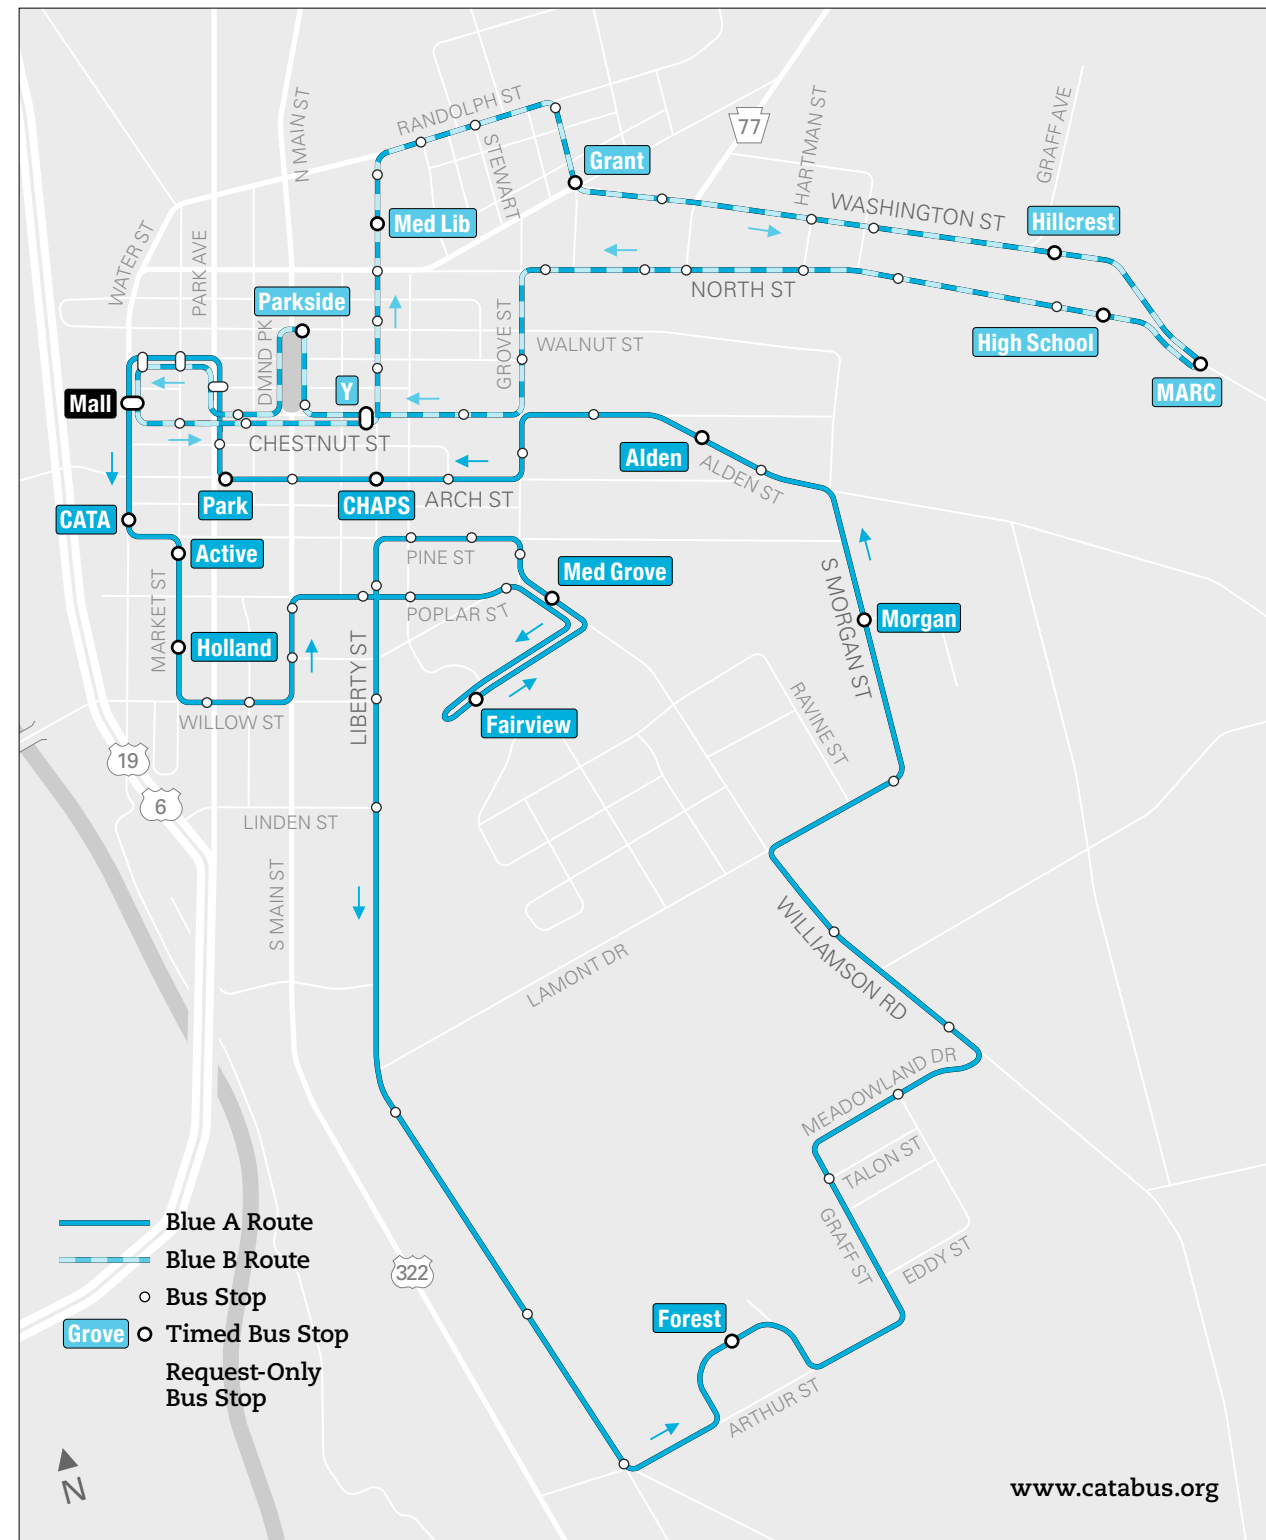 RANDOLPH ST
N MAIN ST
STEWART
77
HARTMAN ST
GRAFF AVE
Grant
WASHINGTON ST
Med Lib
Hillcrest
WATER ST
PARK AVE
NORTH ST
Parkside
DMND PK
GROVE ST
WALNUT ST
High School
MARC
Mall
Y
CHESTNUT ST
Alden
ALDEN ST
CATA
Park
CHAPS
ARCH ST
Active
PINE ST
Med Grove
MARKET ST
POPLAR ST
S MORGAN ST
Morgan
Holland
LIBERTY ST
WILLOW ST
Fairview
RAVINE ST
19
6
LINDEN ST
S MAIN ST
WILLIAMSON RD
LAMONT DR
MEADOWLAND DR
TALON ST
GRAFF ST
EDDY ST
322
Forest
ARTHUR ST
Blue A Route
Blue B Route
Bus Stop
Grove
Timed Bus Stop
Request-Only
Bus Stop
N
www.catabus.org